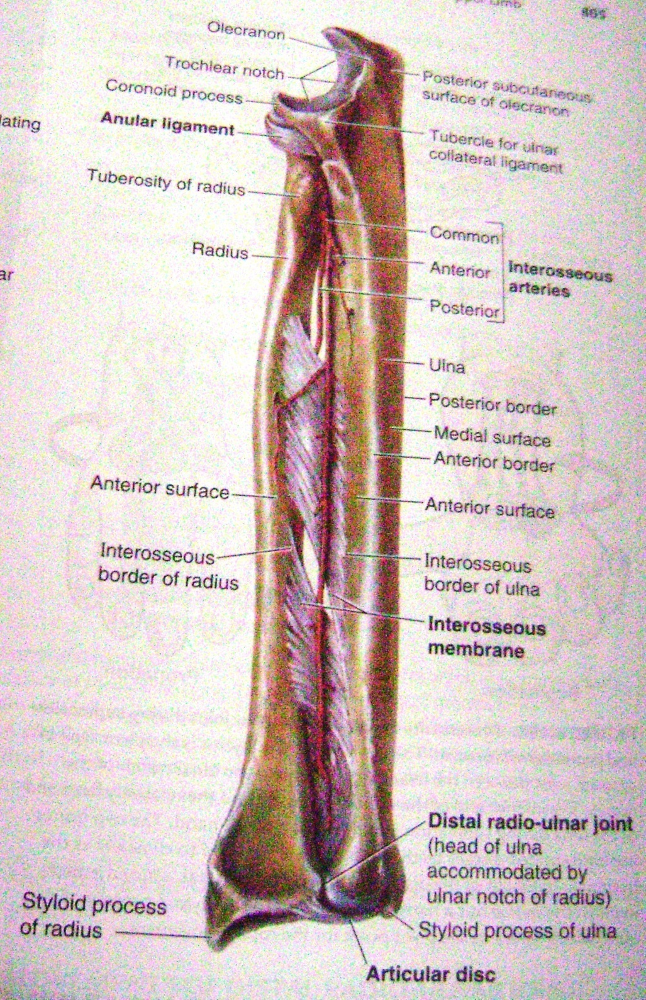 Limb
805
Olecranon
Trochlear notch
Coronoid process
Anular ligament
Tuberosity of radius
Radius
Anterior surface
Interosseous
border of radius
Styloid process
of radius
lating
ar
Posterior subcutaneous
surface of olecranon
Tubercle for ulnar
collateral ligament
Common
Anterior
Posterior
Interosseous
arteries
Ulna
Posterior border
Medial surface
Anterior border
Anterior surface
Interosseous
border of ulna
Interosseous
membrane
Distal radio-ulnar joint
(head of ulna
accommodated by
ulnar notch of radius)
Styloid process of ulna
Articular disc